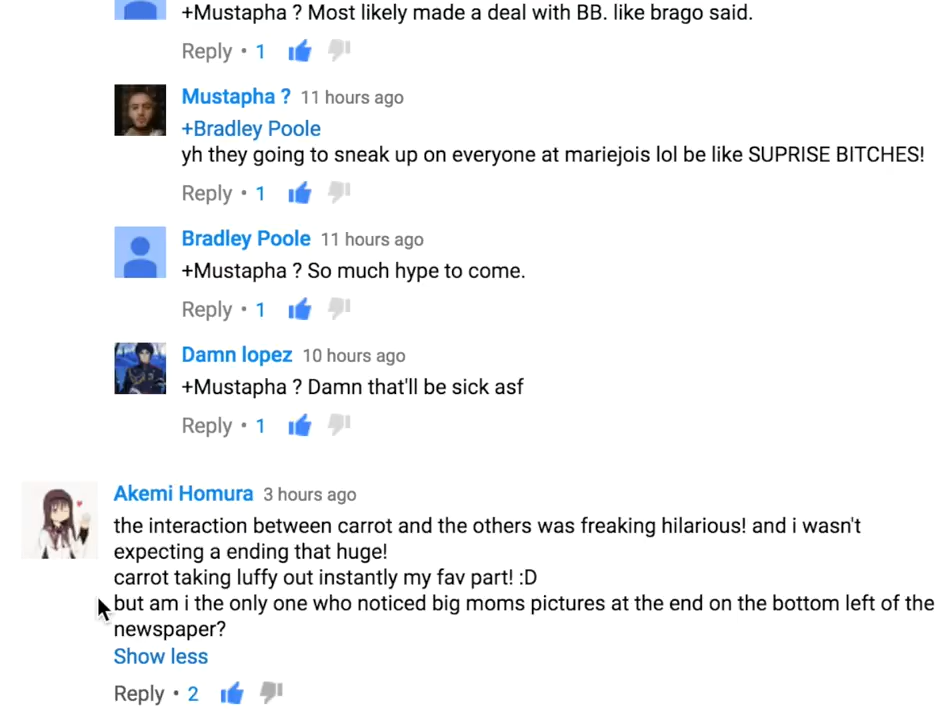 +Mustapha ? Most likely made a deal with BB. like brago said.
Reply • 1
Mustapha ? 11 hours ago
+Bradley Poole
yh they going to sneak up on everyone at mariejois lol be like SUPRISE BITCHES!
Reply • 1
Bradley Poole 11 hours ago
+Mustapha ? So much hype to come.
Reply • 1
Damn lopez 10 hours ago
+Mustapha ? Damn that'll be sick asf
Reply • 1
Akemi Homura 3 hours ago
the interaction between carrot and the others was freaking hilarious! and i wasn't
expecting a ending that huge!
carrot taking luffy out instantly my fav part! :D
but am i the only one who noticed big moms pictures at the end on the bottom left of the
newspaper?
Show less
Reply • 2